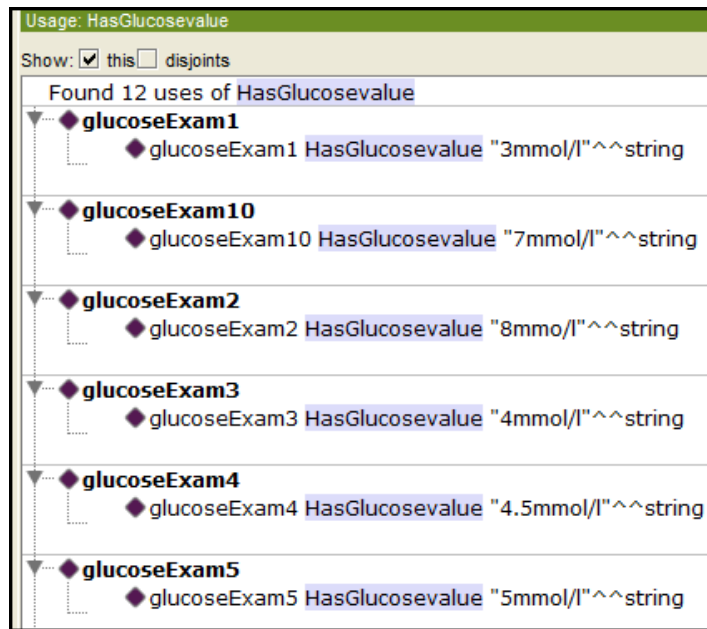 Usage: HasGlucosevalue
Show: this disjoints
Found 12 uses of HasGlucosevalue
glucoseExam1
glucoseExam1 HasGlucosevalue "3mmol/l"^^string
glucoseExam10
glucoseExam10 HasGlucosevalue "7mmol/l"^^string
glucoseExam2
glucoseExam2 HasGlucosevalue "8mmo/l"^^string
glucoseExam3
glucoseExam3 HasGlucosevalue "4mmol/l"^^string
glucoseExam4
glucoseExam4 HasGlucosevalue "4.5mmol/l"^^string
glucoseExam5
glucoseExam5 HasGlucosevalue "5mmol/l"^^string